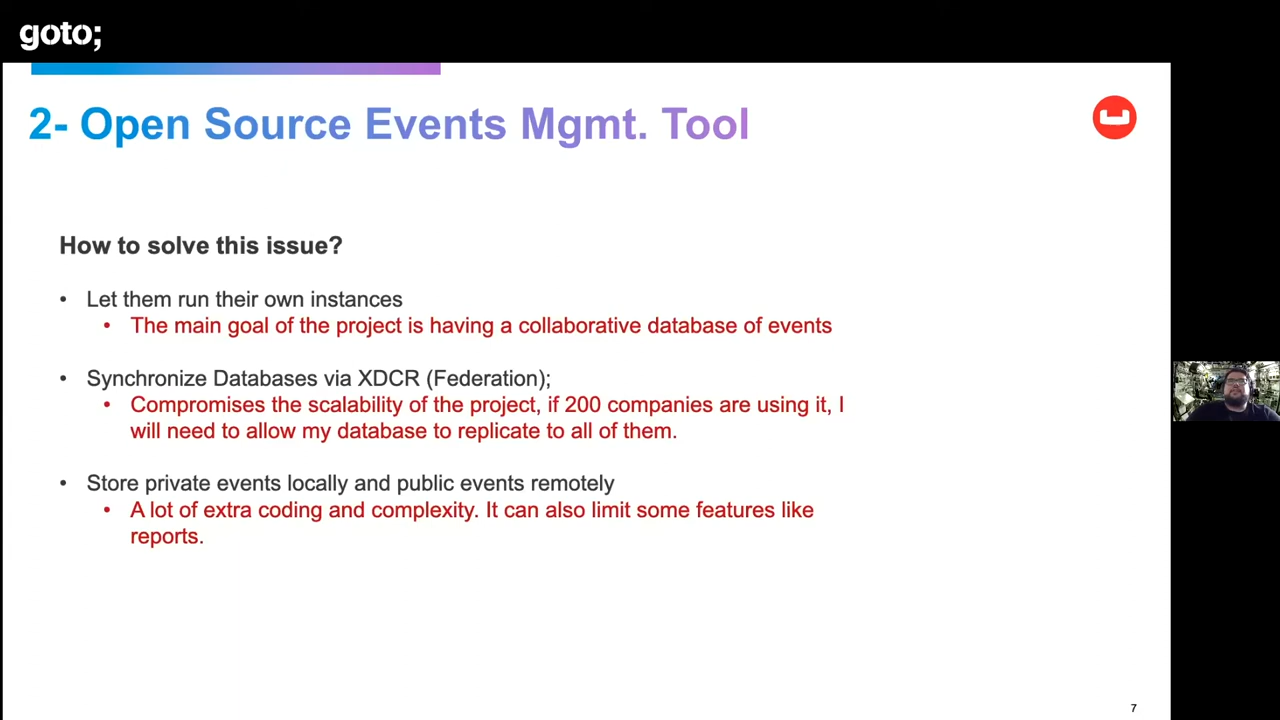 goto;
2- Open Source Events Mgmt. Tool
How to solve this issue?
• Let them run their own instances
• The main goal of the project is having a collaborative database of events
• Synchronize Databases via XDCR (Federation);
• Compromises the scalability of the project, if 200 companies are using it, I
will need to allow my database to replicate to all of them.
• Store private events locally and public events remotely
• A lot of extra coding and complexity. It can also limit some features like
reports.
7